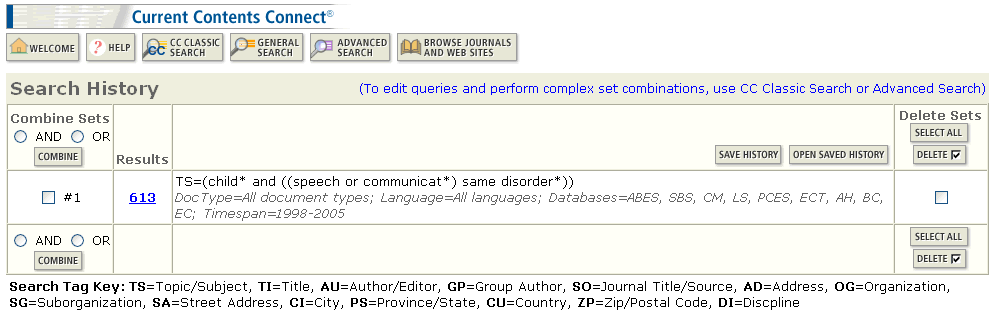 Current Contents Connect®
WELCOME
? HELP
CC CC CLASSIC SEARCH
GENERAL SEARCH
ADVANCED SEARCH
BROWSE JOURNALS AND WEB SITES
Search History (To edit queries and perform complex set combinations, use CC Classic Search or Advanced Search)
Combine Sets
AND OR
COMBINE
Results
SAVE HISTORY OPEN SAVED HISTORY
Delete Sets
SELECT ALL
DELETE
#1 613
TS=(child* and ((speech or communicat*) same disorder*))
DocType=All document types; Language=All languages; Databases=ABES, SBS, CM, LS, PCES, ECT, AH, BC,
EC; Timespan=1998-2005
AND OR
COMBINE
SELECT ALL
DELETE
Search Tag Key: TS=Topic/Subject, TI=Title, AU=Author/Editor, GP=Group Author, SO=Journal Title/Source, AD=Address, OG=Organization,
SG=Suborganization, SA=Street Address, CI=City, PS=Province/State, CU=Country, ZP=Zip/Postal Code, DI=Discpline